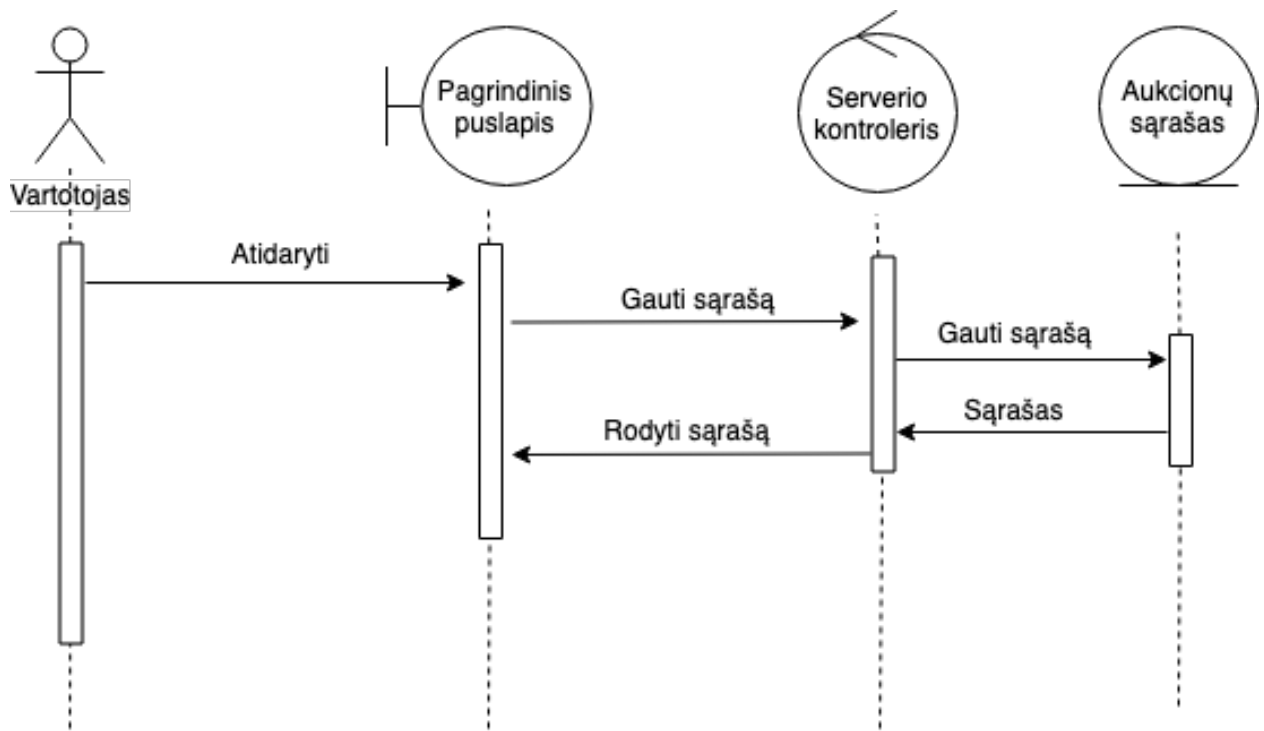 Vartotojas
Pagrindinis
puslapis
Serverio
kontroleris
Aukcionų
sąrašas
Atidaryti
Gauti sąrašą
Gauti sąrašą
Sąrašas
Rodyti sąrašą